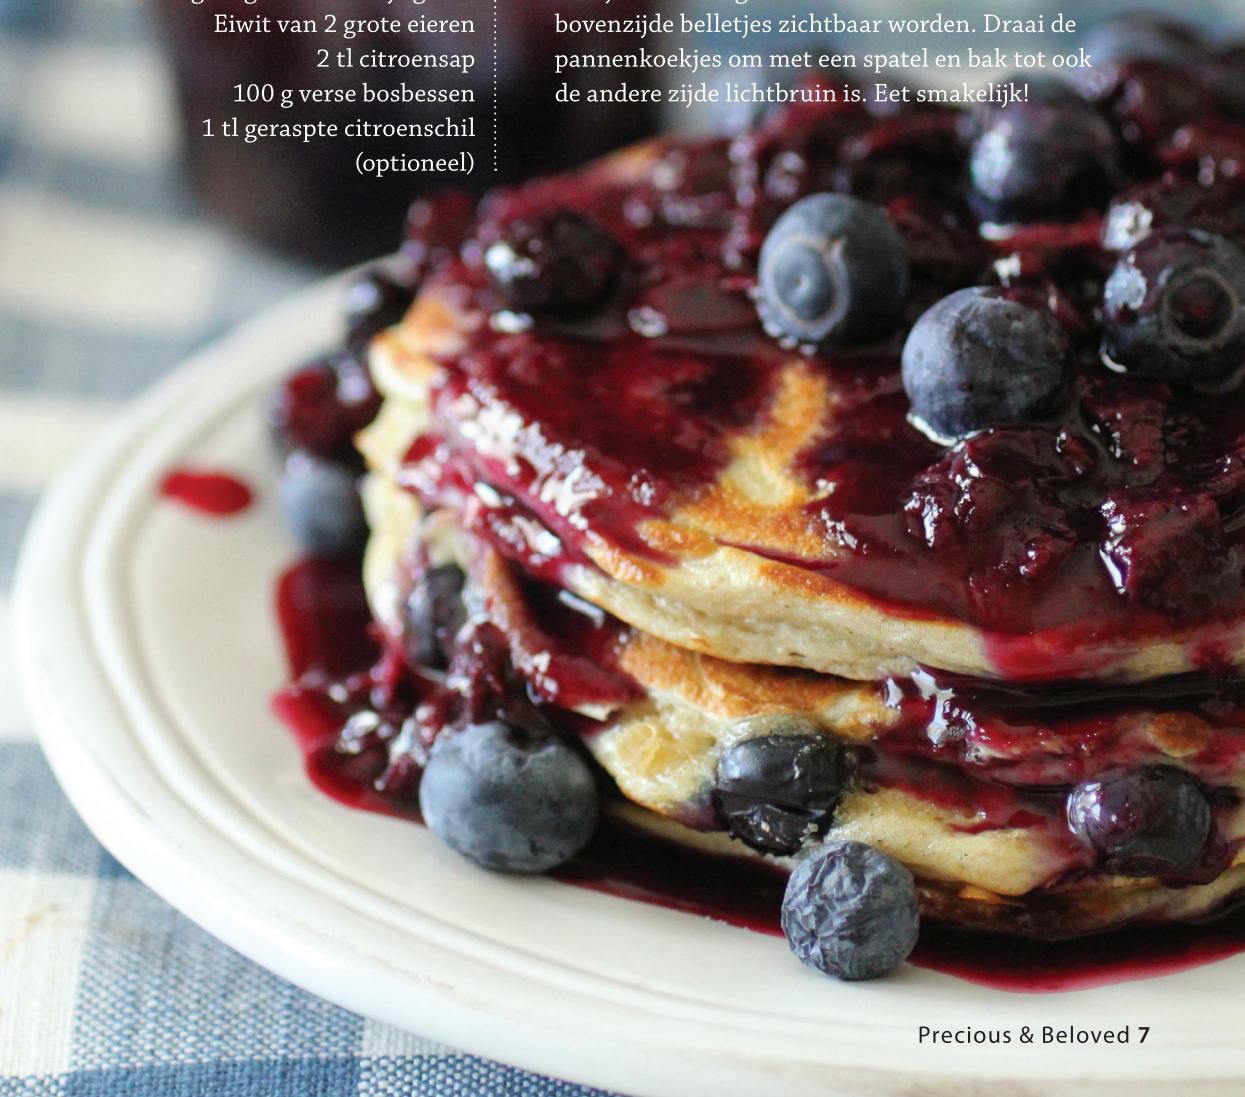 Eiwit van 2 grote eieren
2 tl citroensap
100 g verse bosbessen
1 tl geraspte citroenschil
(optioneel)
bovenzijde belletjes zichtbaar worden. Draai de
pannenkoekjes om met een spatel en bak tot ook
de andere zijde lichtbruin is. Eet smakelijk!
Precious & Beloved 7